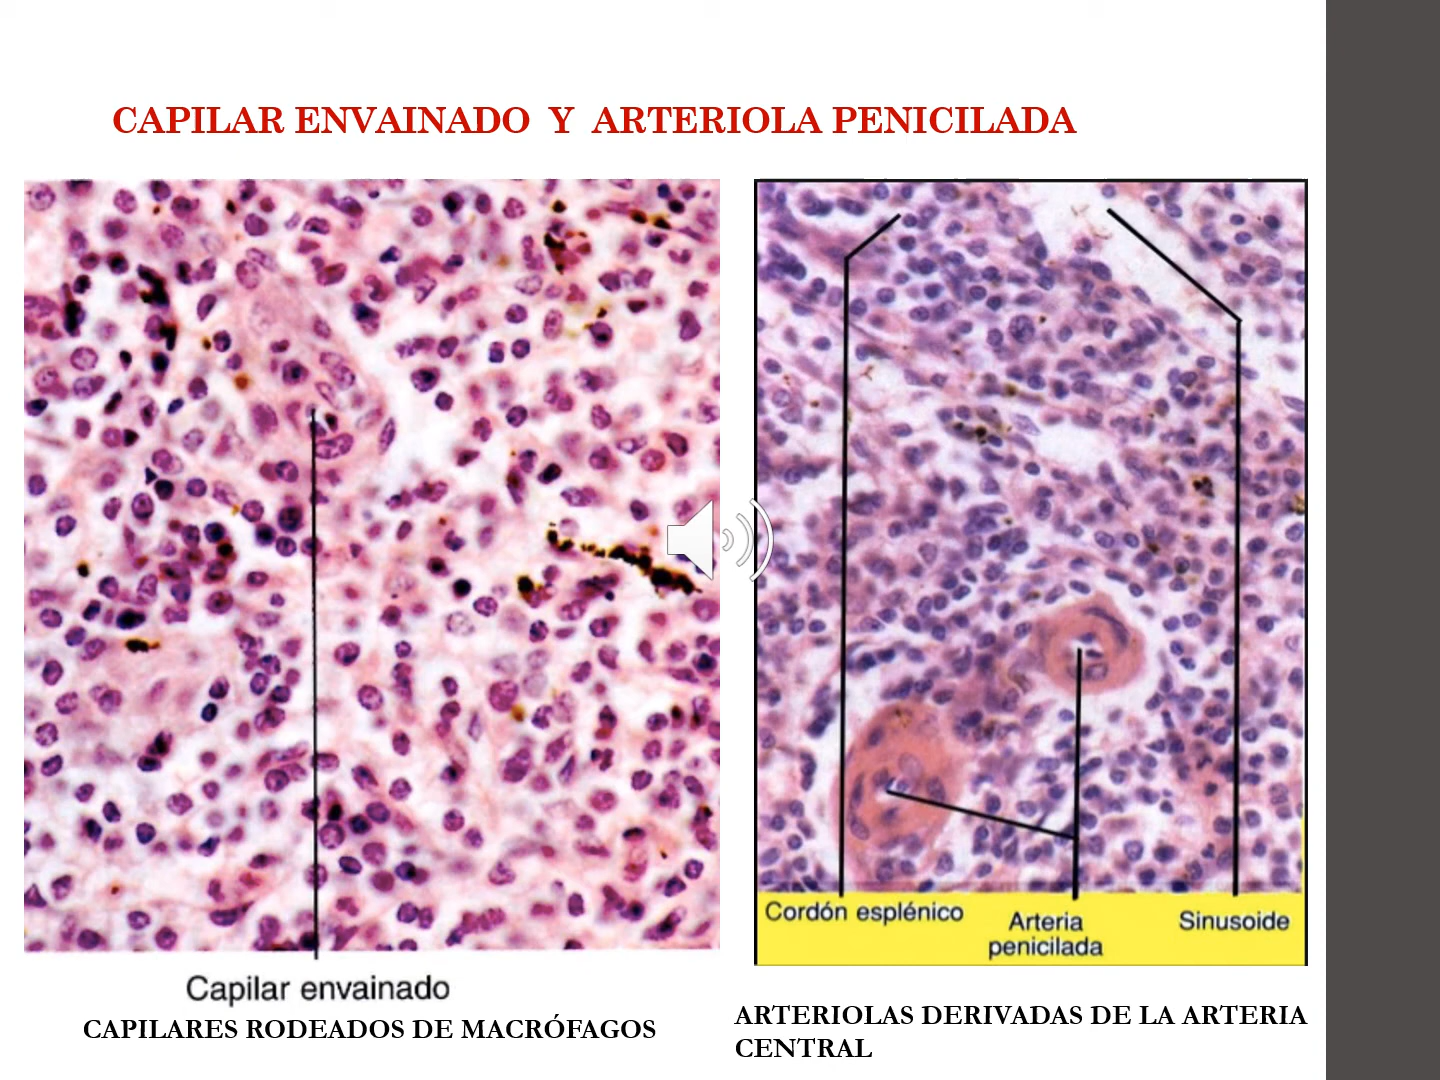 CAPILAR ENVAINADO Y ARTERIOLA PENICILADA
Capilar envainado
CAPILARES RODEADOS DE MACRÓFAGOS
Cordón esplénico
Arteria
penicilada
Sinusoide
ARTERIOLAS DERIVADAS DE LA ARTERIA
CENTRAL